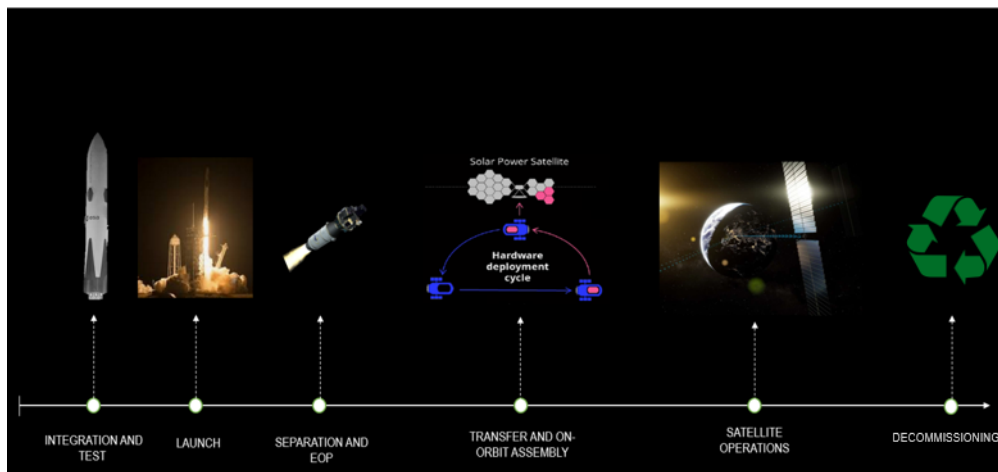 Solar Power Satellite
Hardware
deployment
cycle
INTEGRATION AND
TEST
LAUNCH
SEPARATION AND
EOP
TRANSFER AND ON-
ORBIT ASSEMBLY
SATELLITE
OPERATIONS
DECOMMISSIONING